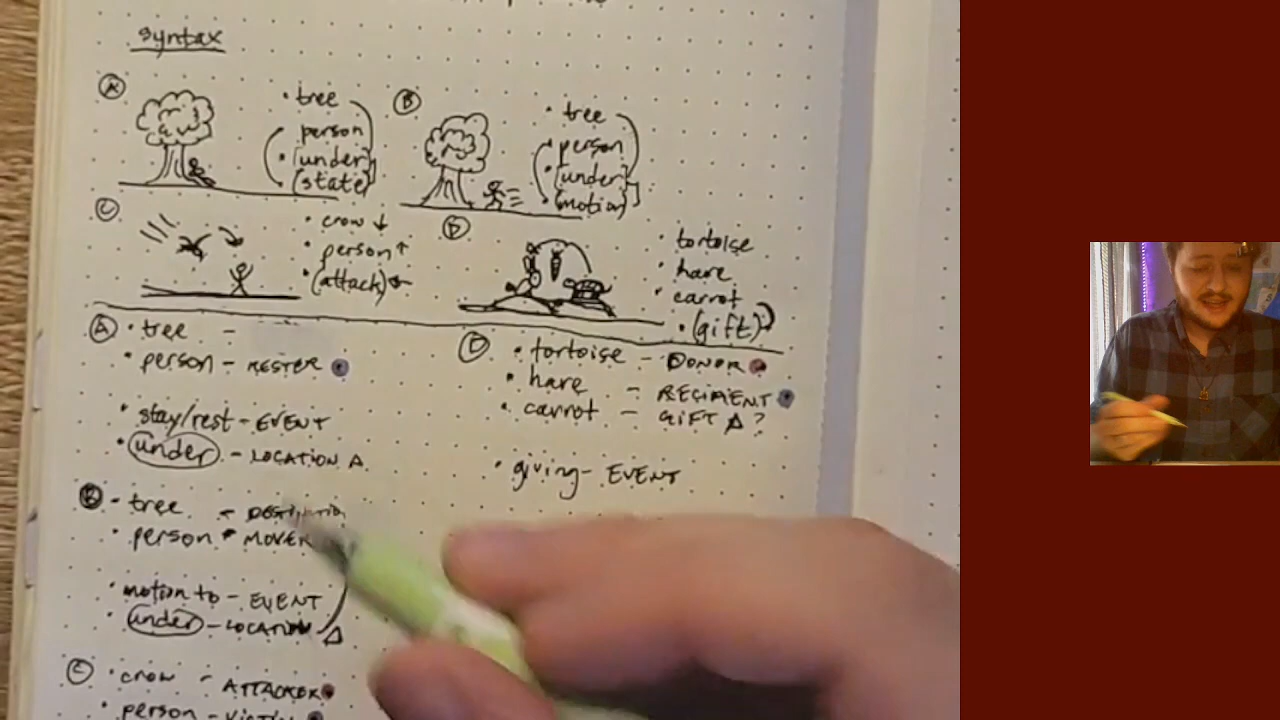 syntax
A
tree
person
(under)
(state)
B
tree
person
(under)
(motion)
C
crow ↓
person ↑
(attack)
D
tortoise
hare
carrot
(gift)
A • tree -
• person - RESTER
• stay/rest - EVENT
• under - LOCATION Δ
B - tree - 
• person - MOVER
• motion to - EVENT
• under - LOCATION Δ
C • crow - ATTACKER
• person - VICTIM
D • tortoise - DONOR
• hare - RECIPIENT
• carrot - GIFT Δ?
• giving - EVENT